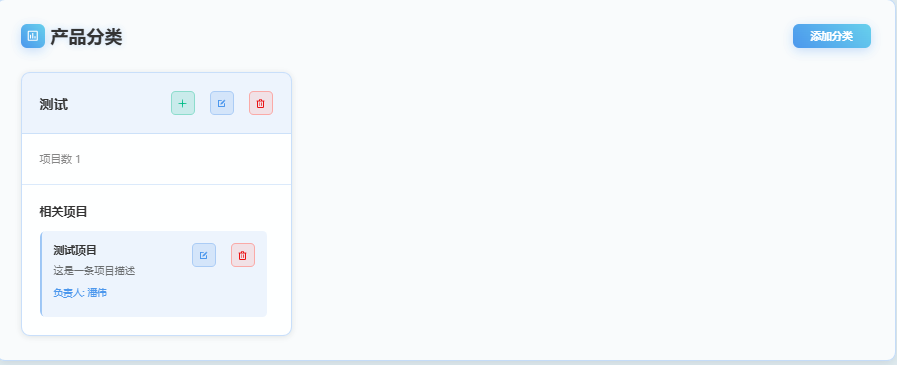 产品分类
添加分类
测试
项目数 1
相关项目
测试项目
这是一条项目描述
负责人: 潘伟